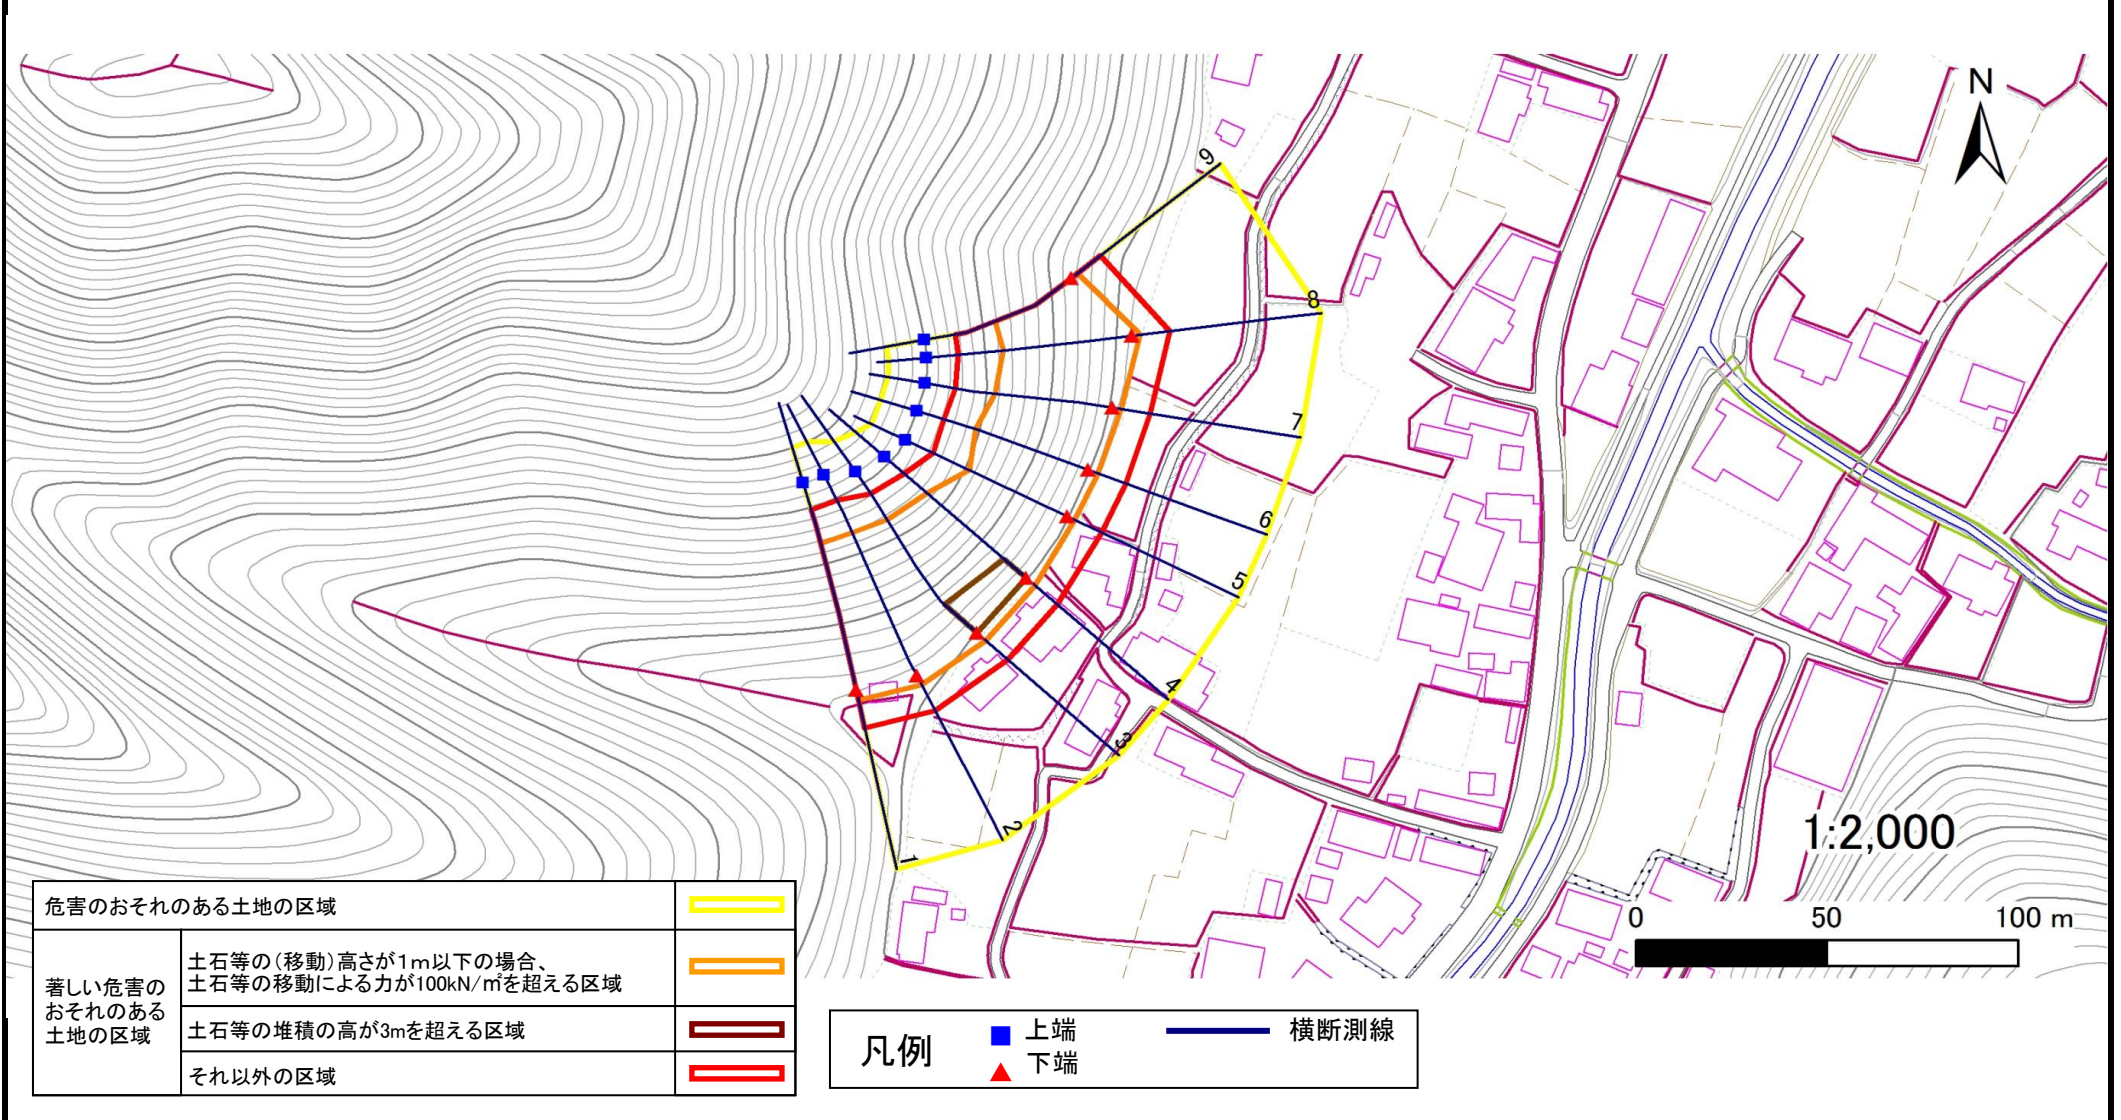 N
9
8
7
6
5
4
3
2
1
1:2,000
0 50 100 m
危害のおそれのある土地の区域
著しい危害の
おそれのある
土地の区域
土石等の(移動)高さが1m以下の場合、
土石等の移動による力が100kN/㎡を超える区域
土石等の堆積の高が3mを超える区域
それ以外の区域
凡例
上端
下端
横断測線